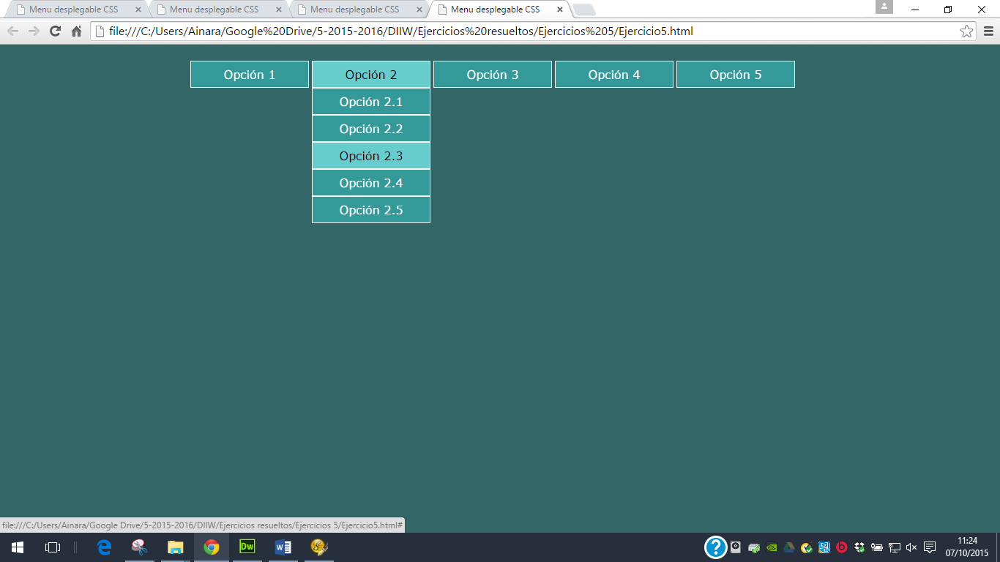 Menu desplegable CSS Menu desplegable CSS Menu desplegable CSS Menu desplegable CSS
file:///C:/Users/Ainara/Google%20Drive/5-2015-2016/DIIW/Ejercicios%20resueltos/Ejercicios%205/Ejercicio5.html
Opción 1 Opción 2 Opción 3 Opción 4 Opción 5
Opción 2.1
Opción 2.2
Opción 2.3
Opción 2.4
Opción 2.5
file:///C:/Users/Ainara/Google Drive/5-2015-2016/DIIW/Ejercicios resueltos/Ejercicios 5/Ejercicio5.html#
Dw
11:24
07/10/2015